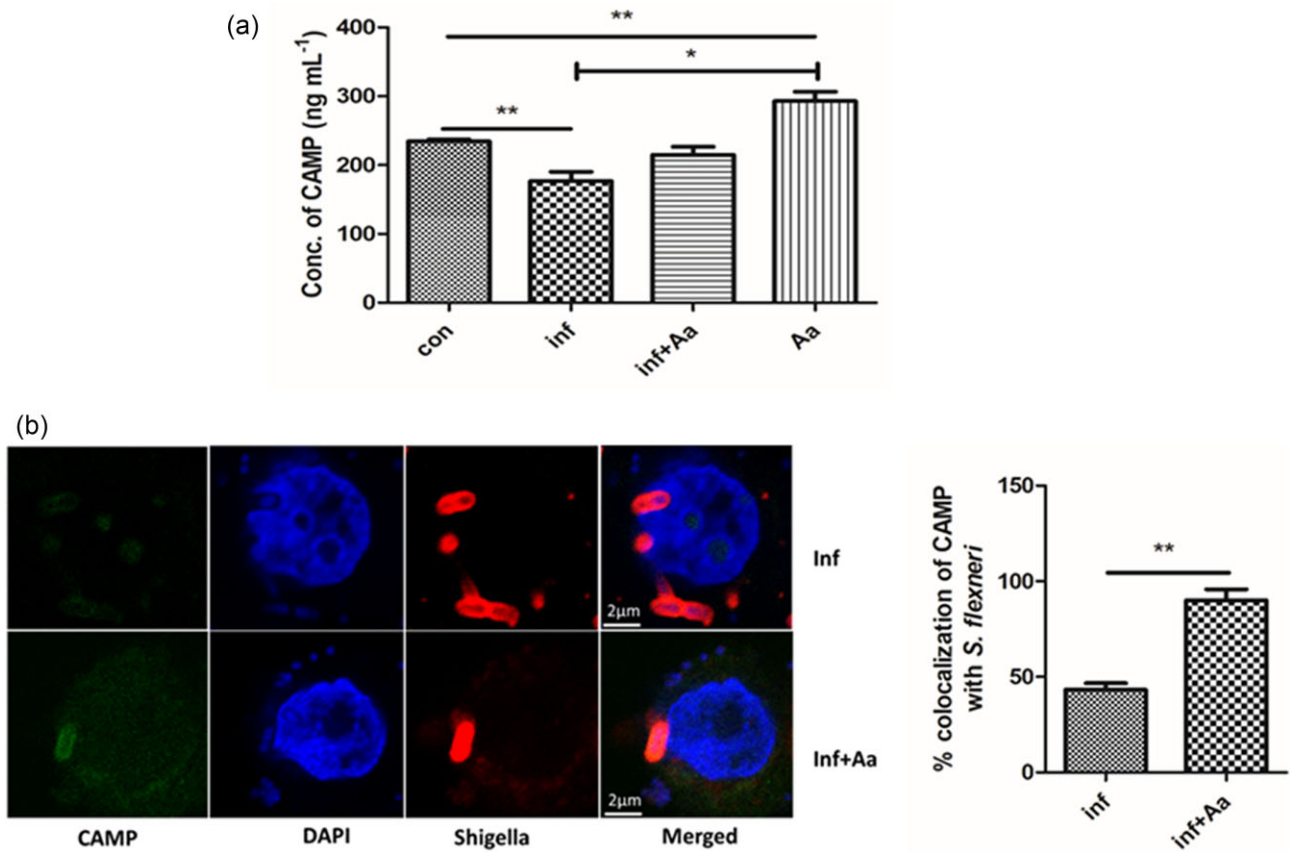 (a)
Conc. of CAMP (ng mL-1)
400
300
200
100
0
**
*
**
con
inf
inf+Aa
Aa
(b)
Inf
2μm
Inf+Aa
2μm
CAMP
DAPI
Shigella
Merged
% colocalization of CAMP
with S. flexneri
150
100
50
0
**
inf
inf+Aa